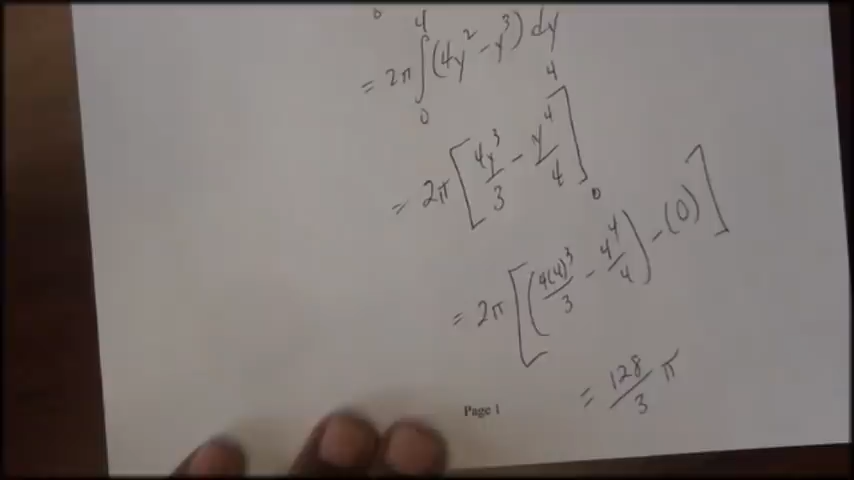 = 2π ∫₀⁴ (4y² - y³) dy
= 2π [ 4y³/3 - y⁴/4 ]₀⁴
= 2π [ ( 4(4)³/3 - 4⁴/4 ) - (0) ]
= 128/3 π
Page 1